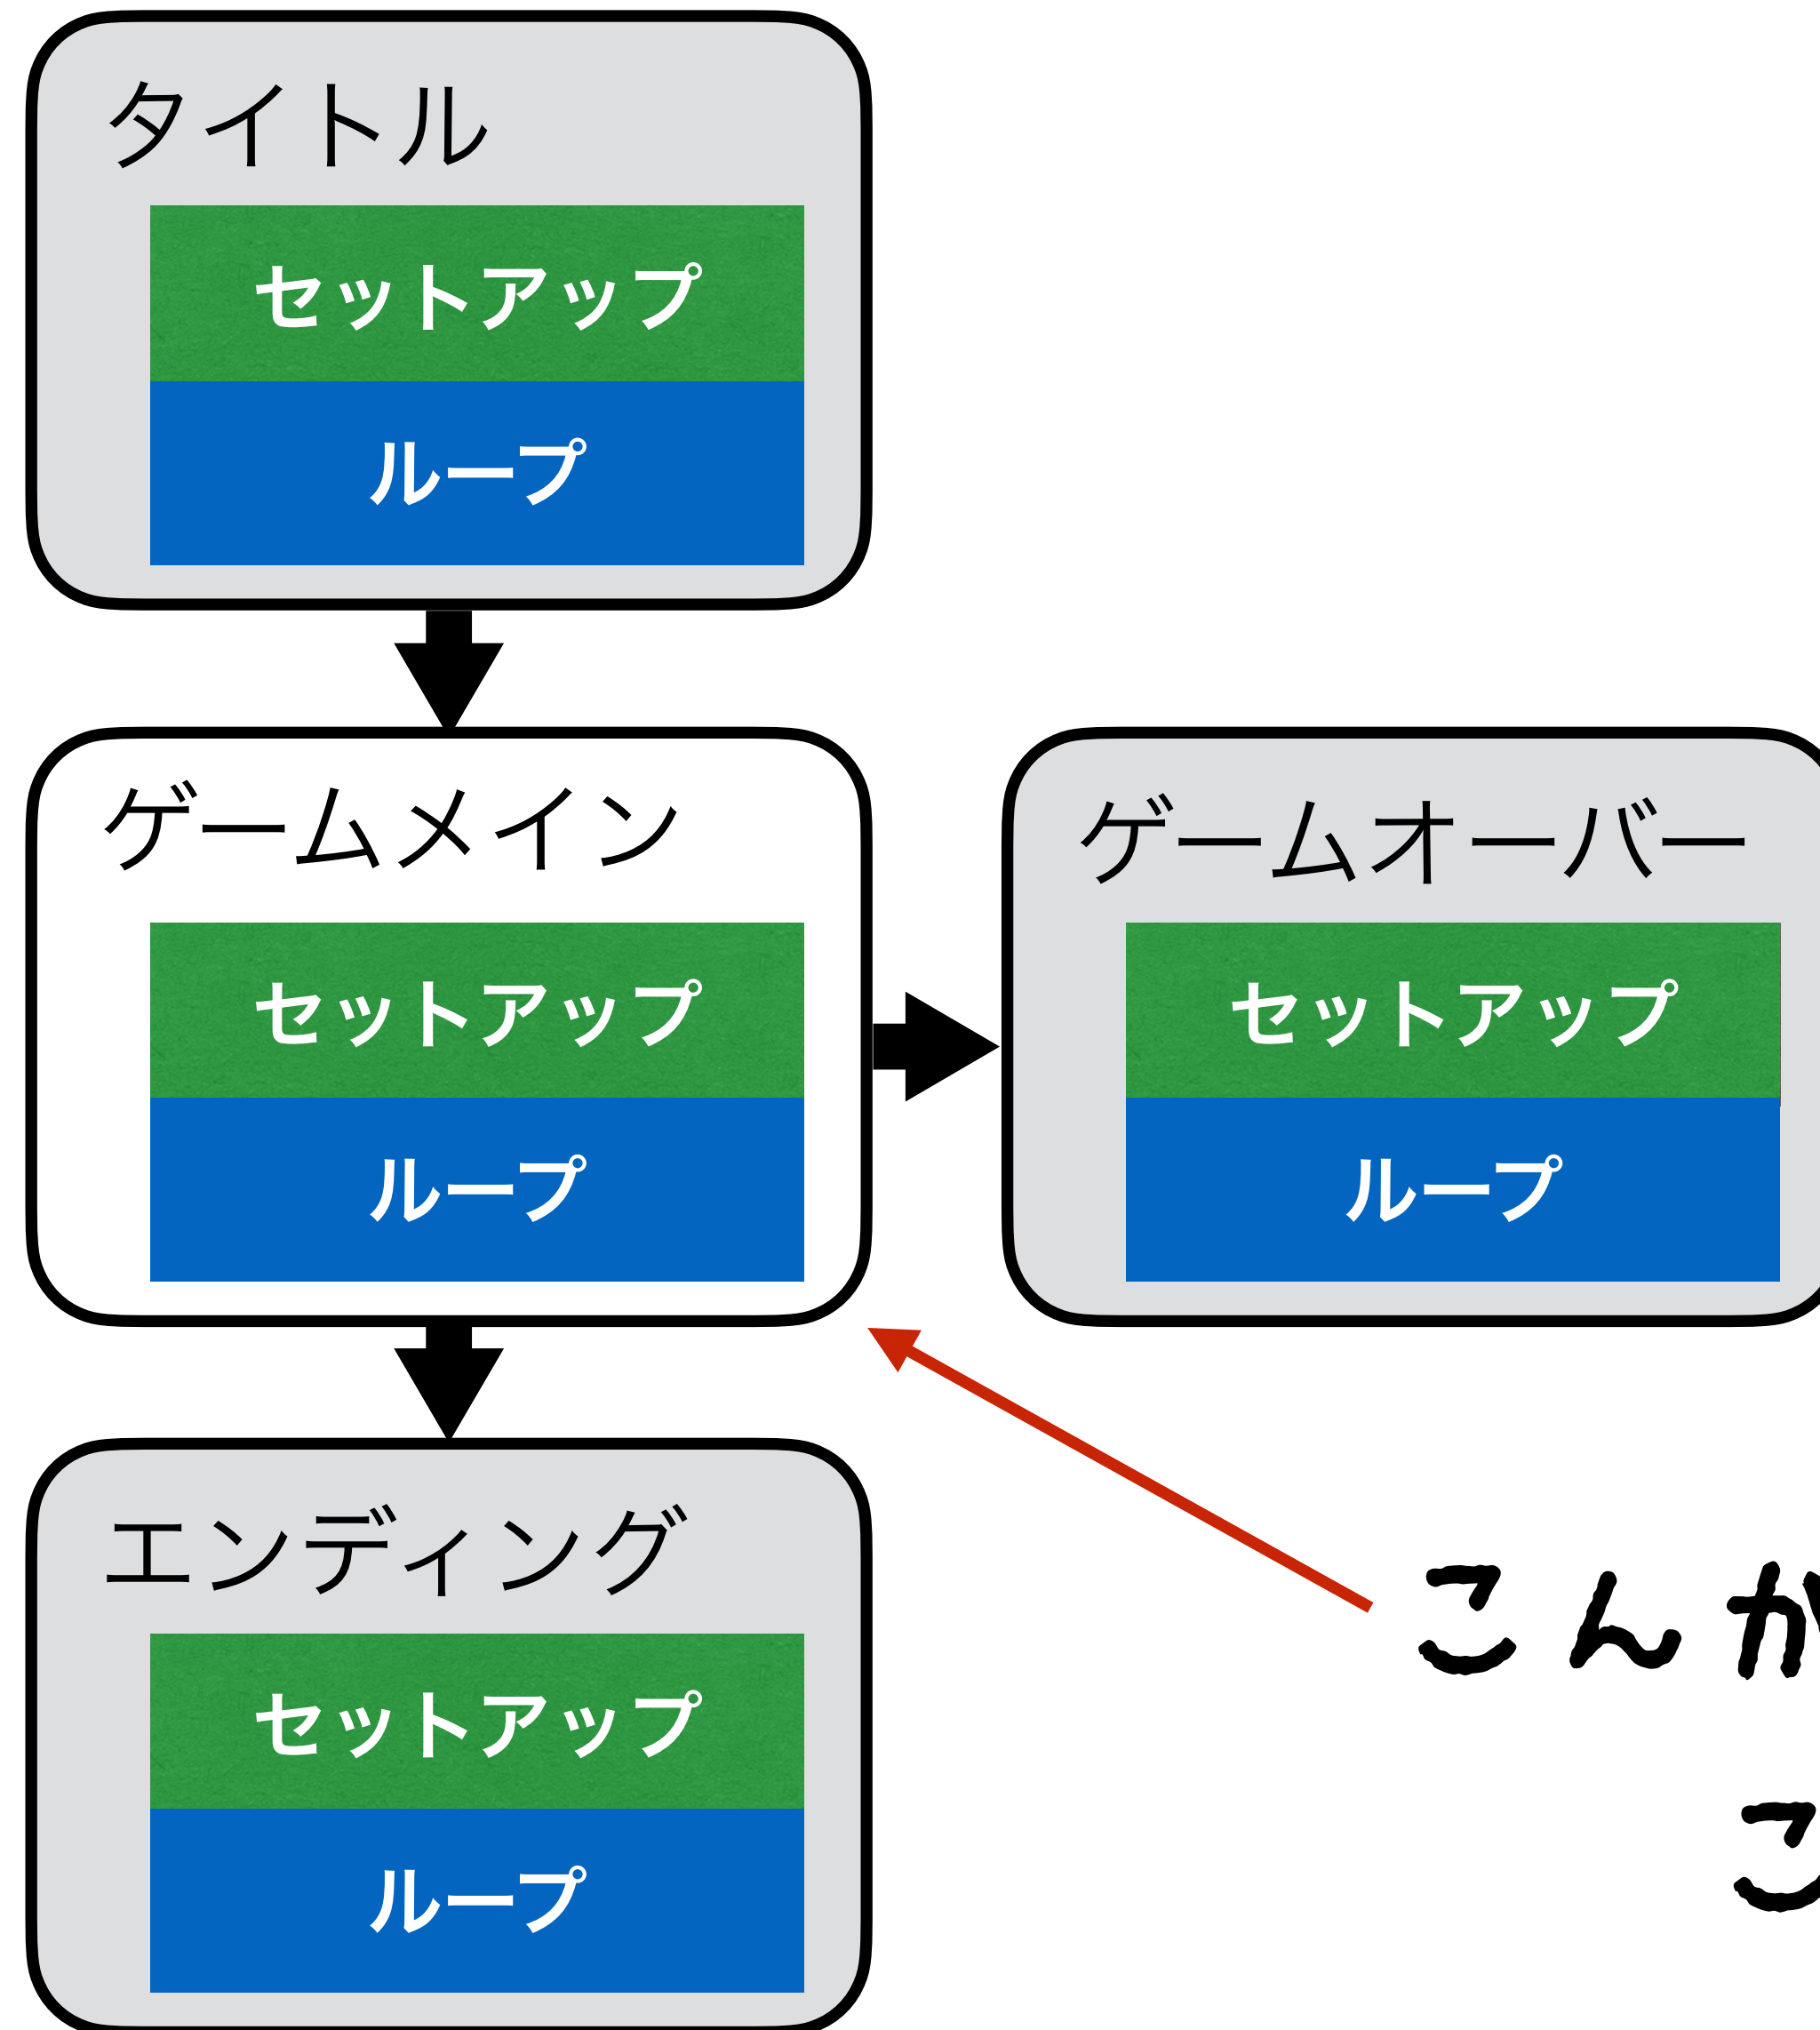 タイトル
セットアップ
ループ
ゲームメイン
セットアップ
ループ
ゲームオーバー
セットアップ
ループ
エンディング
セットアップ
ループ
こんか
こ